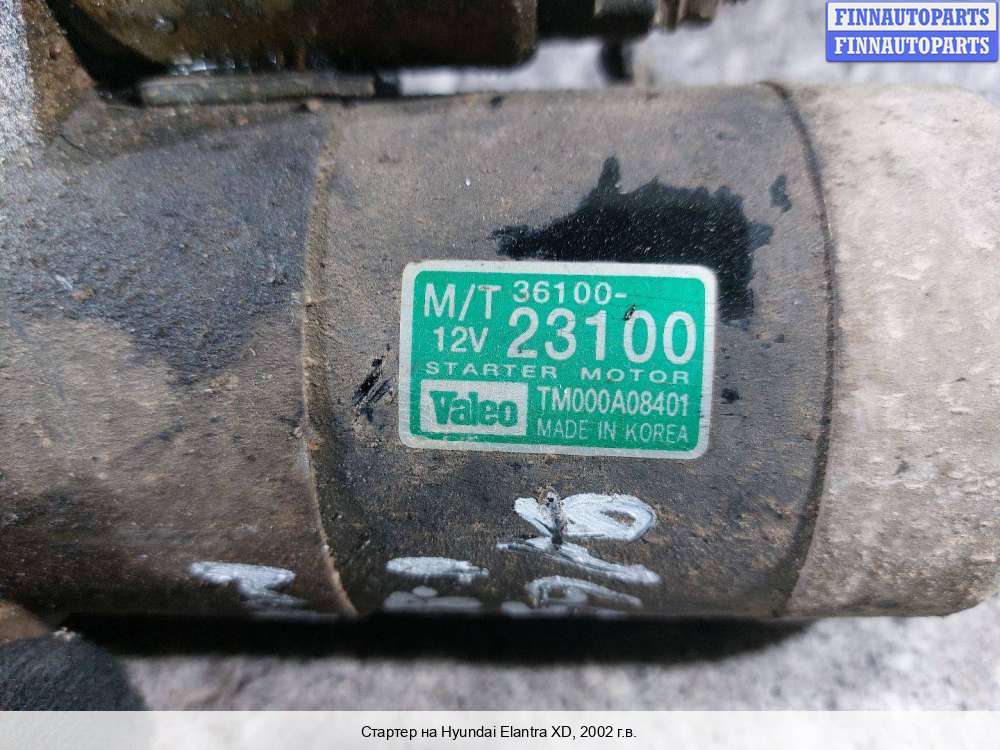 FINNAUTOPARTS
FINNAUTOPARTS
M/T 36100-
12V 23100
STARTER MOTOR
Valeo TM000A08401
MADE IN KOREA
Стартер на Hyundai Elantra XD, 2002 г.в.